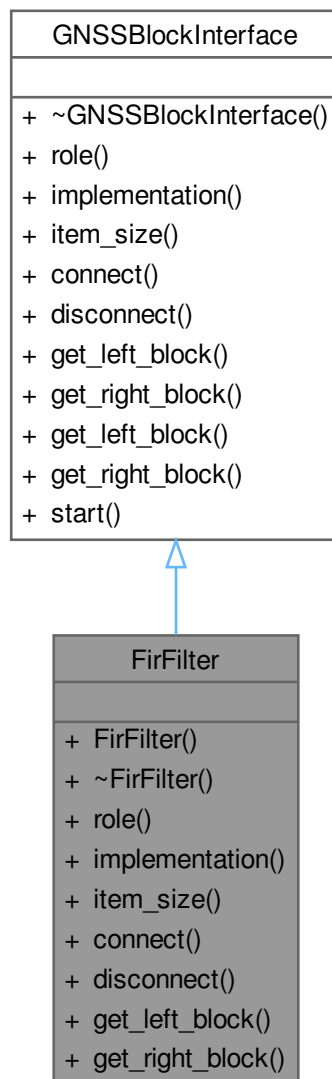 GNSSBlockInterface
+ ~GNSSBlockInterface()
+ role()
+ implementation()
+ item_size()
+ connect()
+ disconnect()
+ get_left_block()
+ get_right_block()
+ get_left_block()
+ get_right_block()
+ start()
FirFilter
+ FirFilter()
+ ~FirFilter()
+ role()
+ implementation()
+ item_size()
+ connect()
+ disconnect()
+ get_left_block()
+ get_right_block()